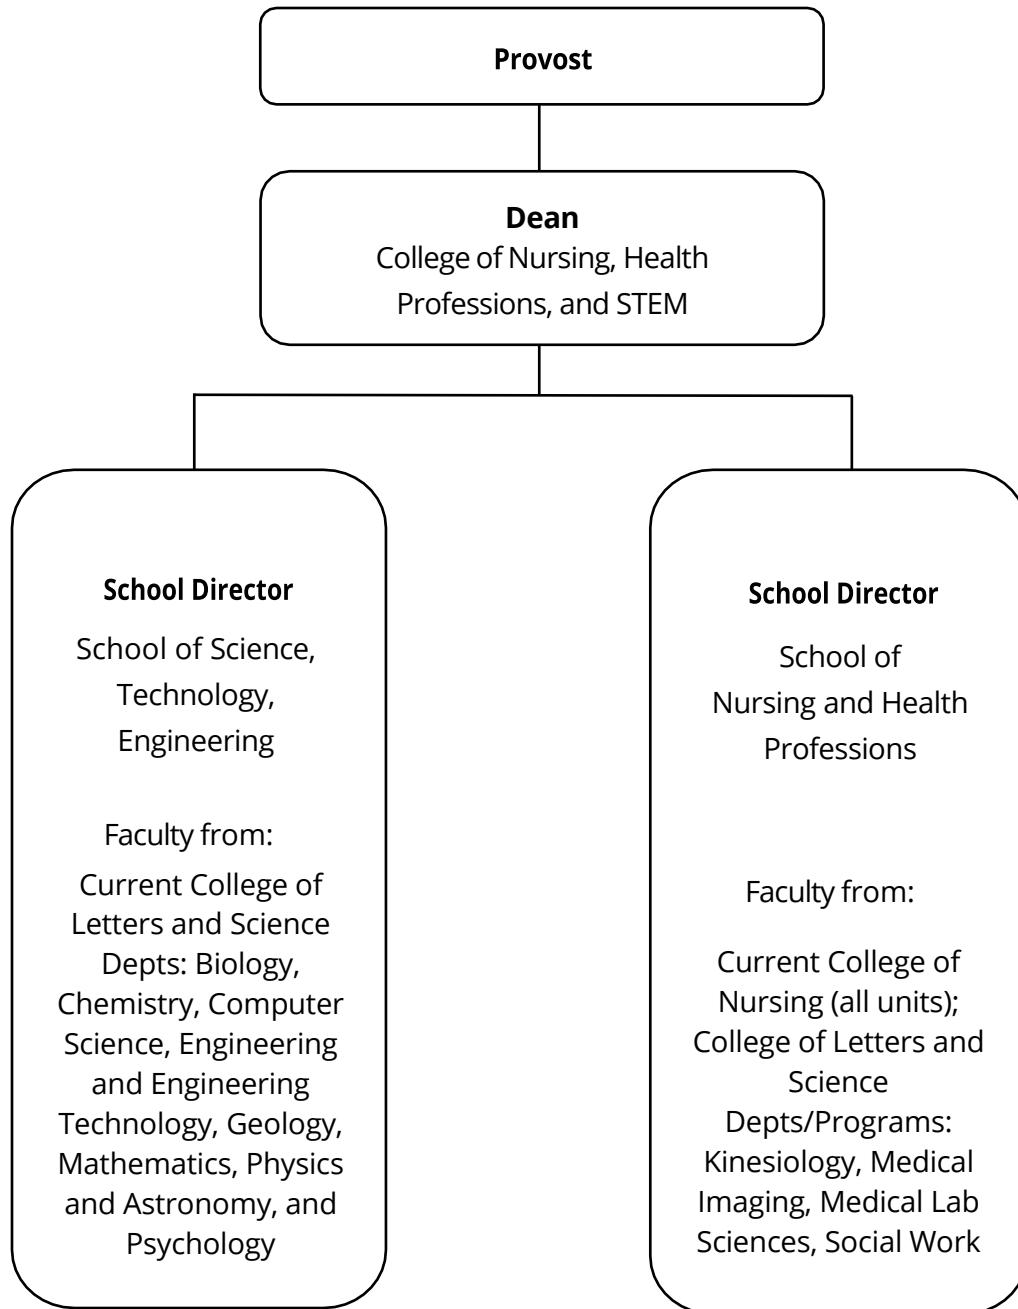 Provost
Dean
College of Nursing, Health
Professions, and STEM
School Director
School of Science,
Technology,
Engineering
Faculty from:
Current College of
Letters and Science
Depts: Biology,
Chemistry, Computer
Science, Engineering
and Engineering
Technology, Geology,
Mathematics, Physics
and Astronomy, and
Psychology
School Director
School of
Nursing and Health
Professions
Faculty from:
Current College of
Nursing (all units);
College of Letters and
Science
Depts/Programs:
Kinesiology, Medical
Imaging, Medical Lab
Sciences, Social Work